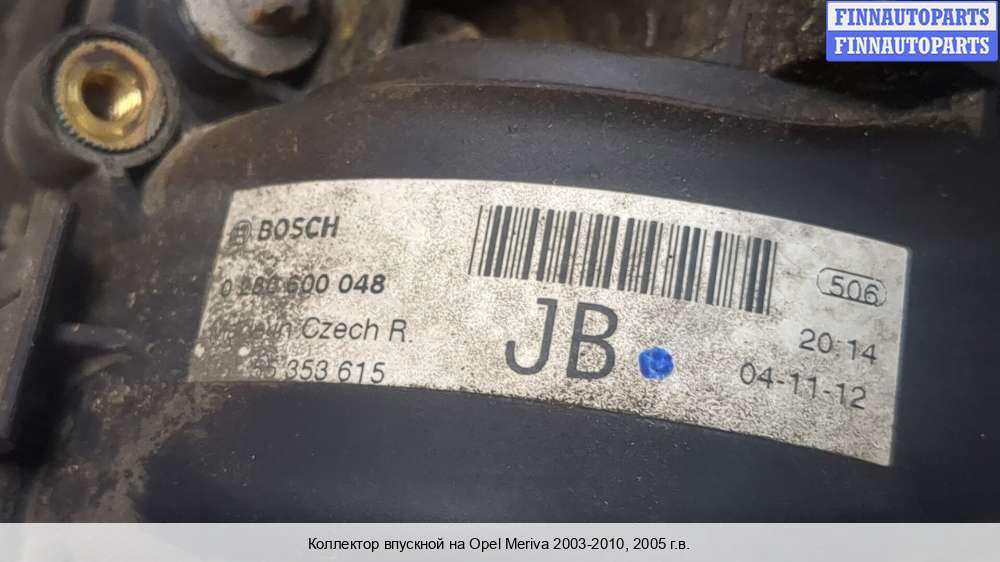 FINNAUTOPARTS
FINNAUTOPARTS
BOSCH
600 048
506
Czech R.
JB
20:14
353 615
04-11-12
Коллектор впускной на Opel Meriva 2003-2010, 2005 г.в.